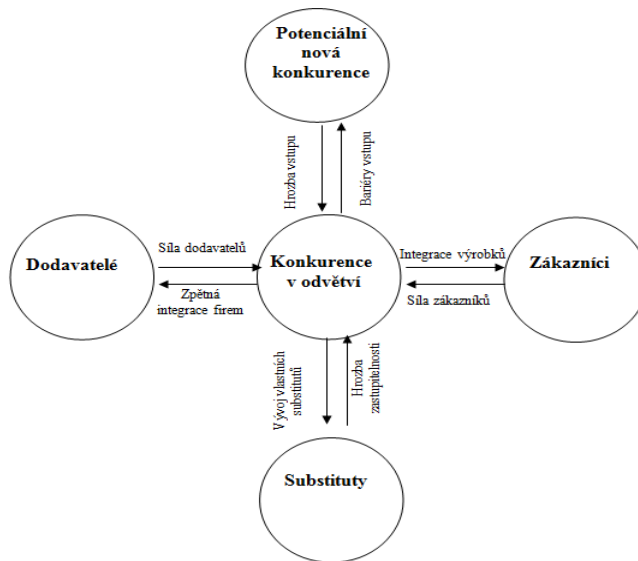 Potenciální
nová
konkurence
Hrozba vstupu
Bariéry vstupu
Dodavatelé
Síla dodavatelů
Zpětná
integrace firem
Konkurence
v odvětví
Integrace výrobků
Síla zákazníků
Zákazníci
Vývoj vlastních
substitutů
Hrozba
zastupitelnosti
Substituty